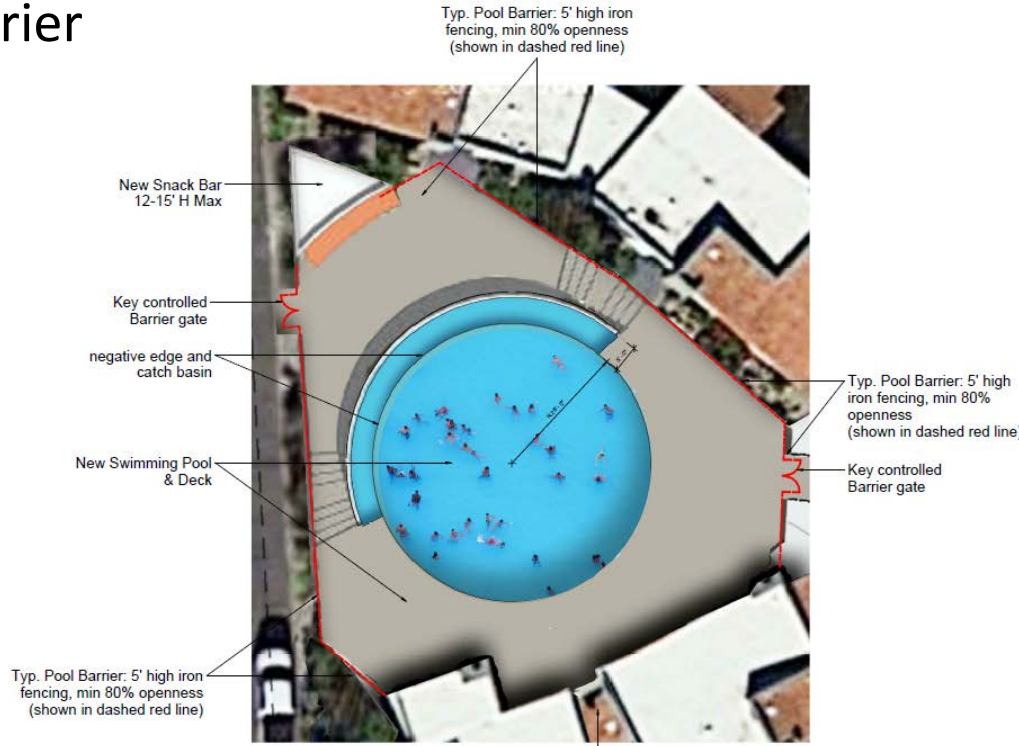 rier
Typ. Pool Barrier: 5' high iron
fencing, min 80% openness
(shown in dashed red line)
New Snack Bar
12-15' H Max
Key controlled
Barrier gate
negative edge and
catch basin
New Swimming Pool
& Deck
Typ. Pool Barrier: 5' high
iron fencing, min 80%
openness
(shown in dashed red line)
Key controlled
Barrier gate
Typ. Pool Barrier: 5' high iron
fencing, min 80% openness
(shown in dashed red line)